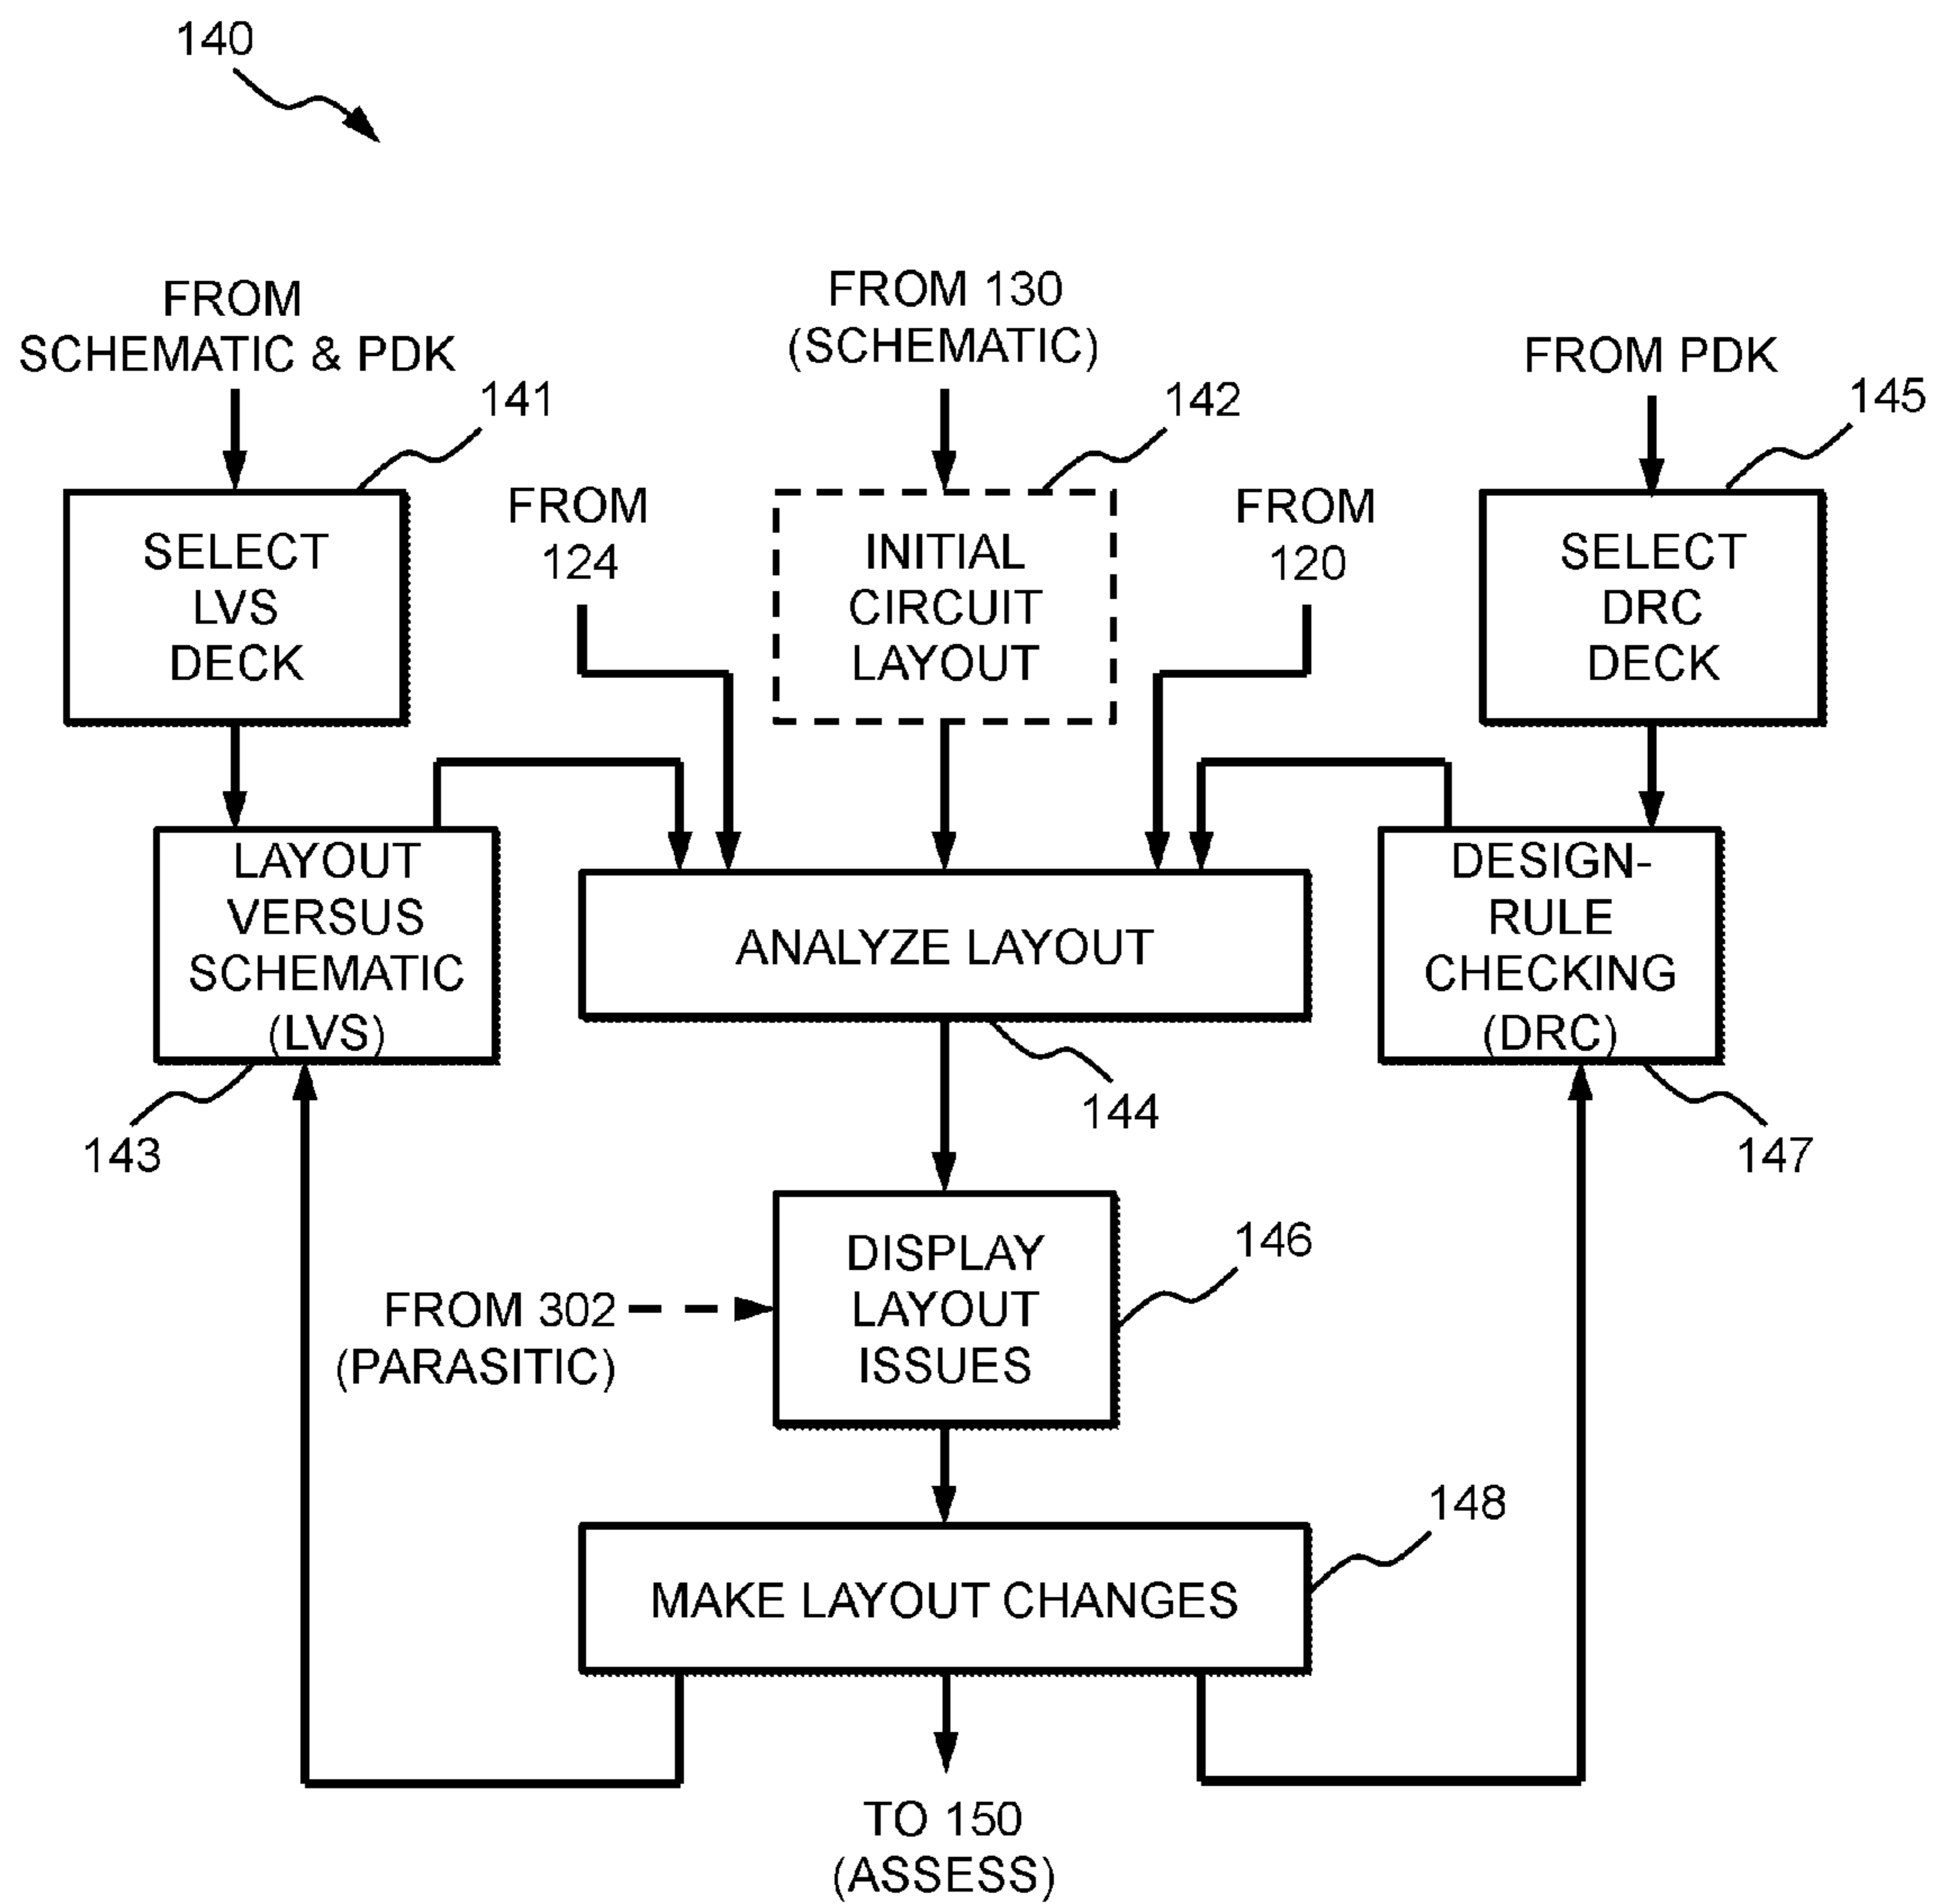 140
FROM
SCHEMATIC & PDK
FROM 130
(SCHEMATIC)
FROM PDK
141
142
145
SELECT
LVS
DECK
FROM
124
INITIAL
CIRCUIT
LAYOUT
FROM
120
SELECT
DRC
DECK
LAYOUT
VERSUS
SCHEMATIC
(LVS)
ANALYZE LAYOUT
DESIGN-
RULE
CHECKING
(DRC)
143
144
147
DISPLAY
LAYOUT
ISSUES
146
FROM 302
(PARASITIC)
148
MAKE LAYOUT CHANGES
TO 150
(ASSESS)